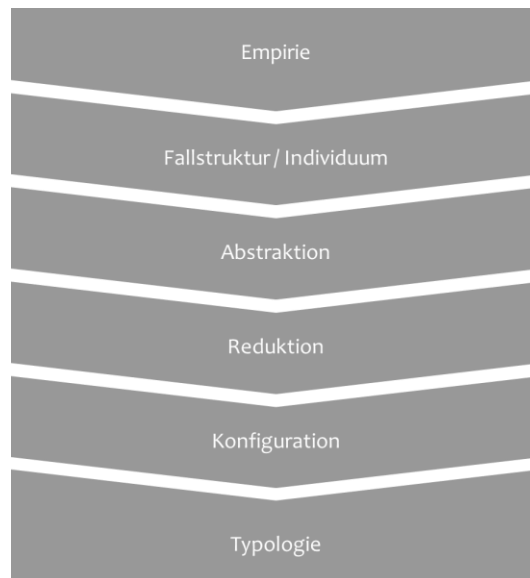 Empirie
Fallstruktur / Individuum
Abstraktion
Reduktion
Konfiguration
Typologie